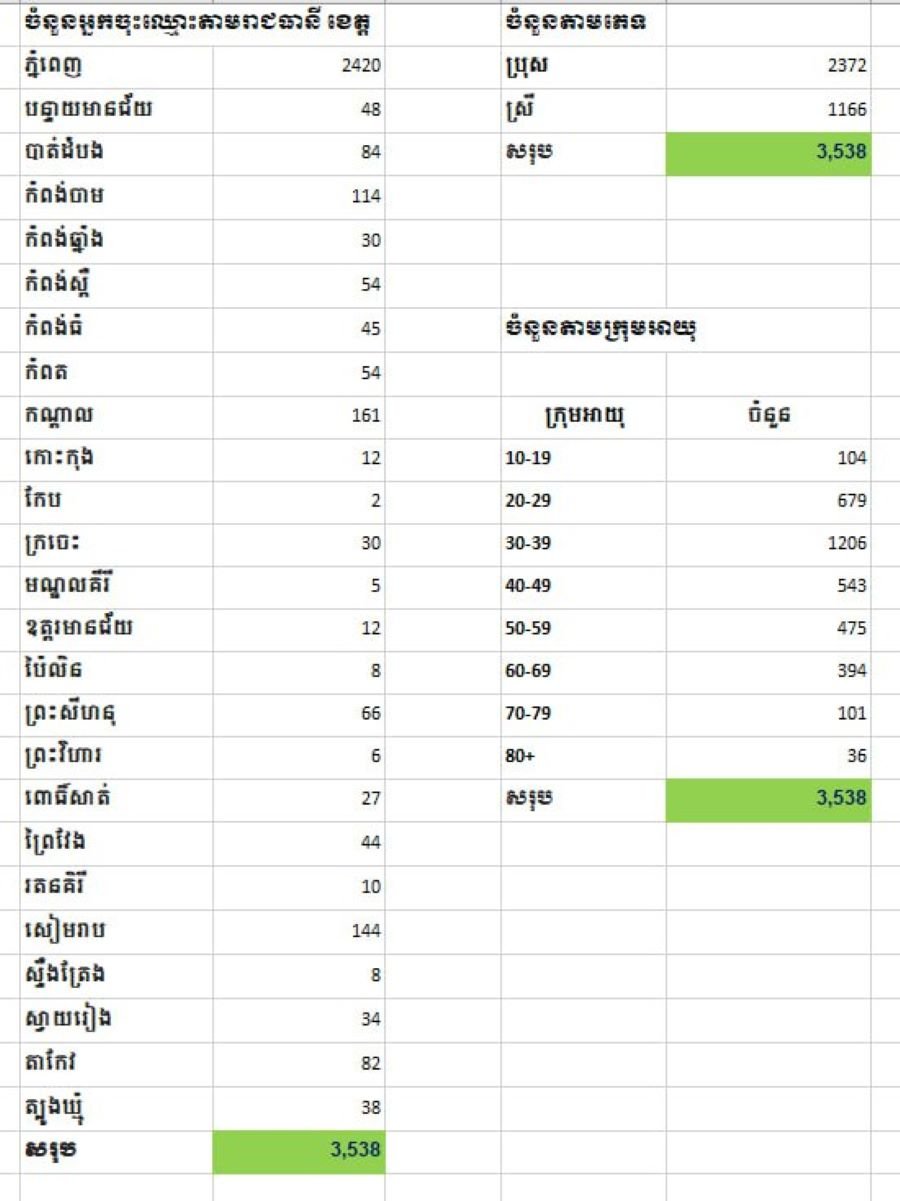 ចំនួនអ្នកចុះឈ្មោះតាមរាជធានី ខេត្ត
ភ្នំពេញ 2420
បន្ទាយមានជ័យ 48
បាត់ដំបង 84
កំពង់ចាម 114
កំពង់ឆ្នាំង 30
កំពង់ស្ពឺ 54
កំពង់ធំ 45
កំពត 54
កណ្តាល 161
កោះកុង 12
កែប 2
ក្រចេះ 30
មណ្ឌលគីរី 5
ឧត្តរមានជ័យ 12
ប៉ៃលិន 8
ព្រះសីហនុ 66
ព្រះវិហារ 6
ពោធិ៍សាត់ 27
ព្រៃវែង 44
រតនគិរី 10
សៀមរាប 144
ស្ទឹងត្រែង 8
ស្វាយរៀង 34
តាកែវ 82
ត្បូងឃ្មុំ 38
សរុប 3,538
ចំនួនតាមភេទ
ប្រុស 2372
ស្រី 1166
សរុប 3,538
ចំនួនតាមក្រុមអាយុ
ក្រុមអាយុ ចំនួន
10-19 104
20-29 679
30-39 1206
40-49 543
50-59 475
60-69 394
70-79 101
80+ 36
សរុប 3,538